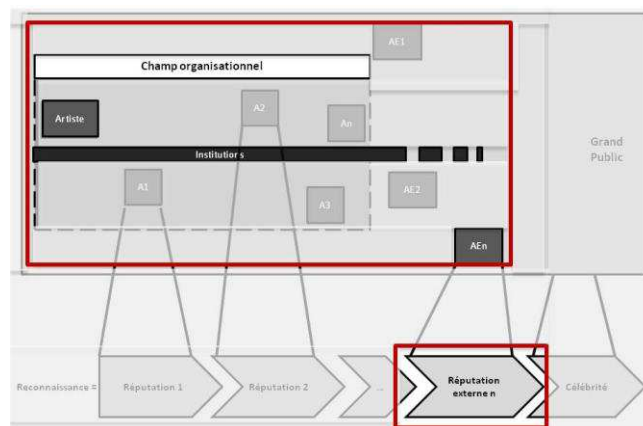 AE1
Champ organisationnel
A2
Artiste
An
Grand
Public
Institutions
A1
A3
AE2
AEn
Reconnaissance =
Réputation 1
Réputation 2
...
Réputation
externe n
Célébrité